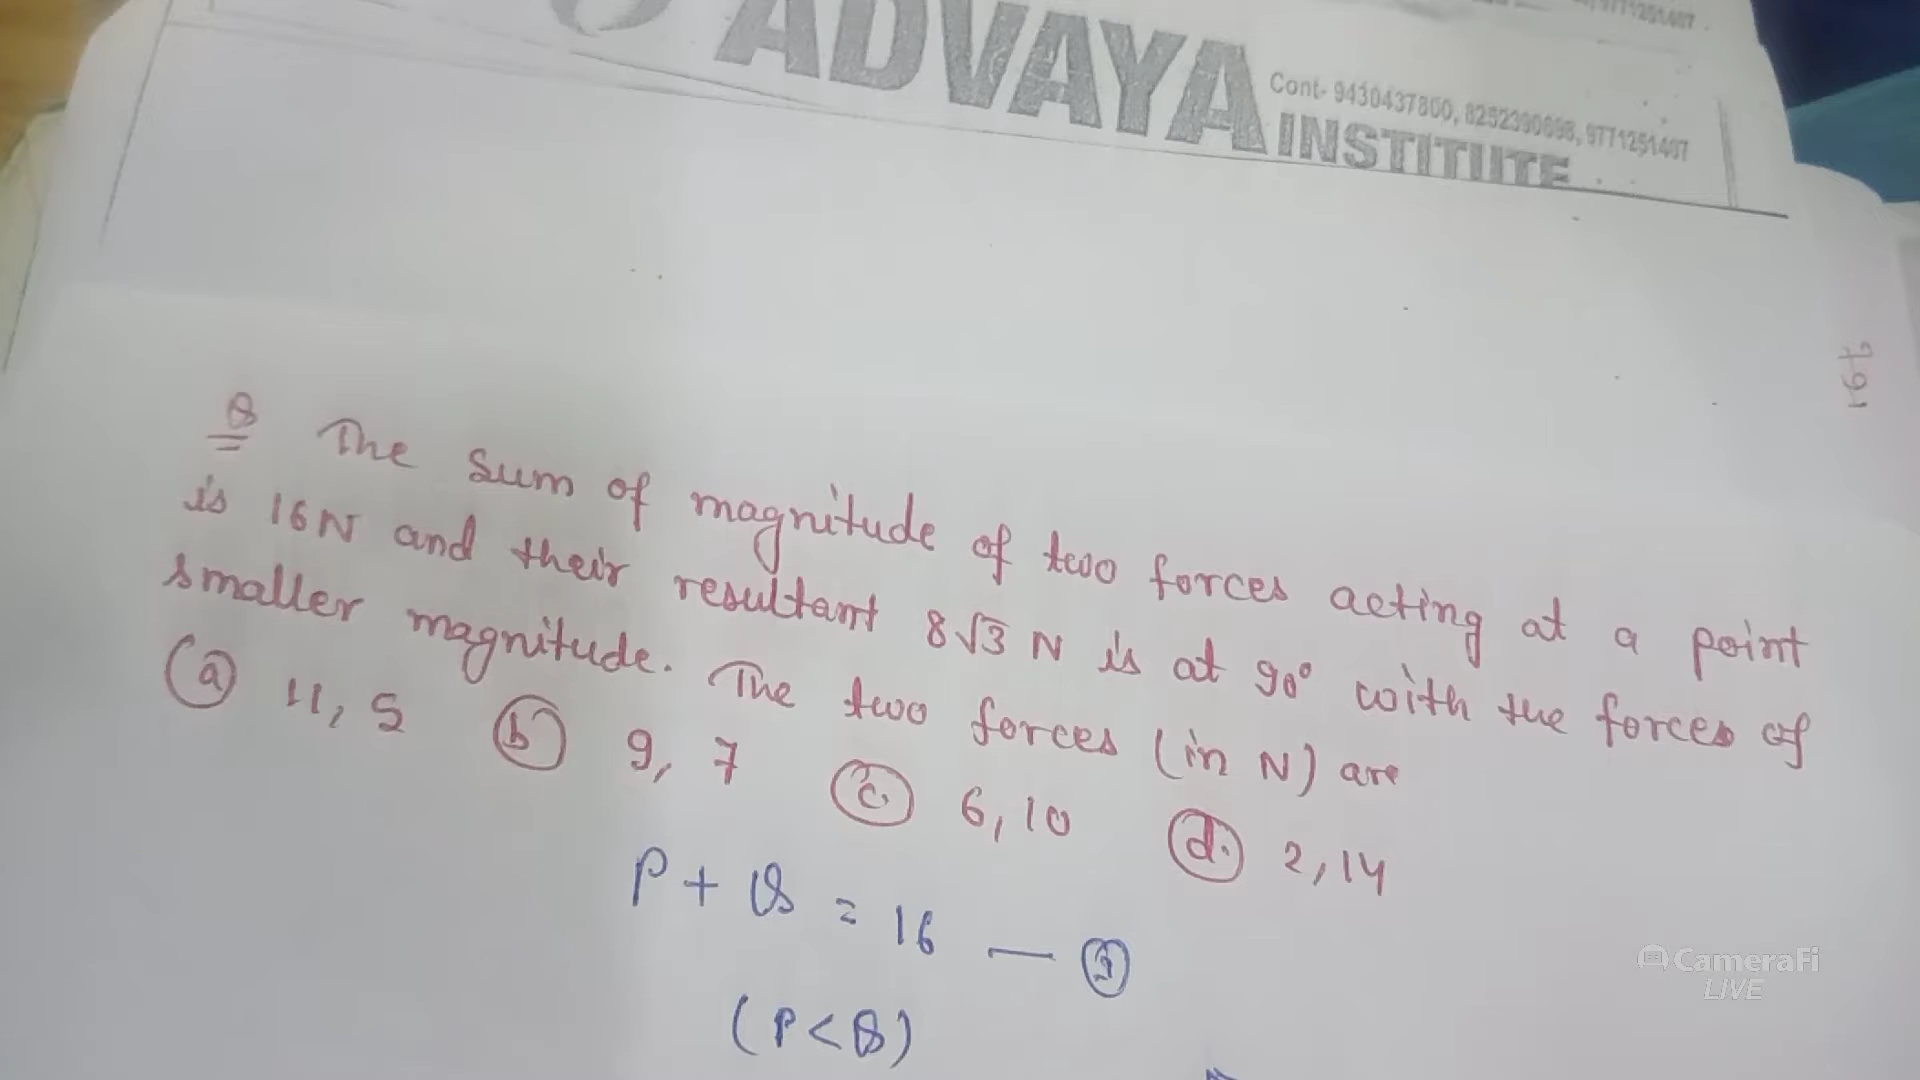 ADVAYA
Cont- 9430437800, 8252390898, 9771251407
INSTITUTE
Q The sum of magnitude of two forces acting at a point
is 16N and their resultant 8√3 N is at 90° with the forces of
smaller magnitude. The two forces (in N) are
(a) 11, 5 (b) 9, 7 (c) 6, 10 (d) 2, 14
P + Q = 16 — (1)
(P < Q)
791
CameraFi
LIVE